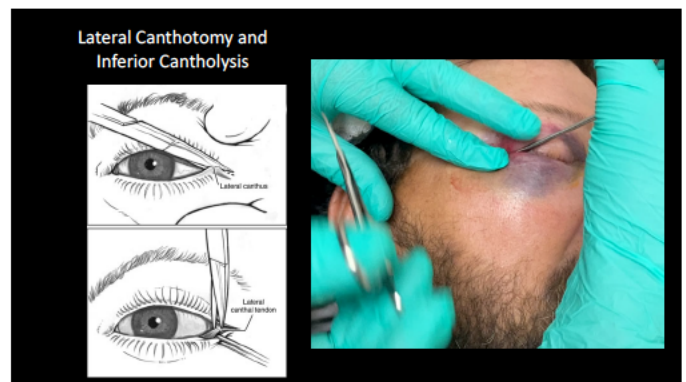 Lateral Canthotomy and
Inferior Cantholysis
Lateral canthus
Lateral
canthal tendon